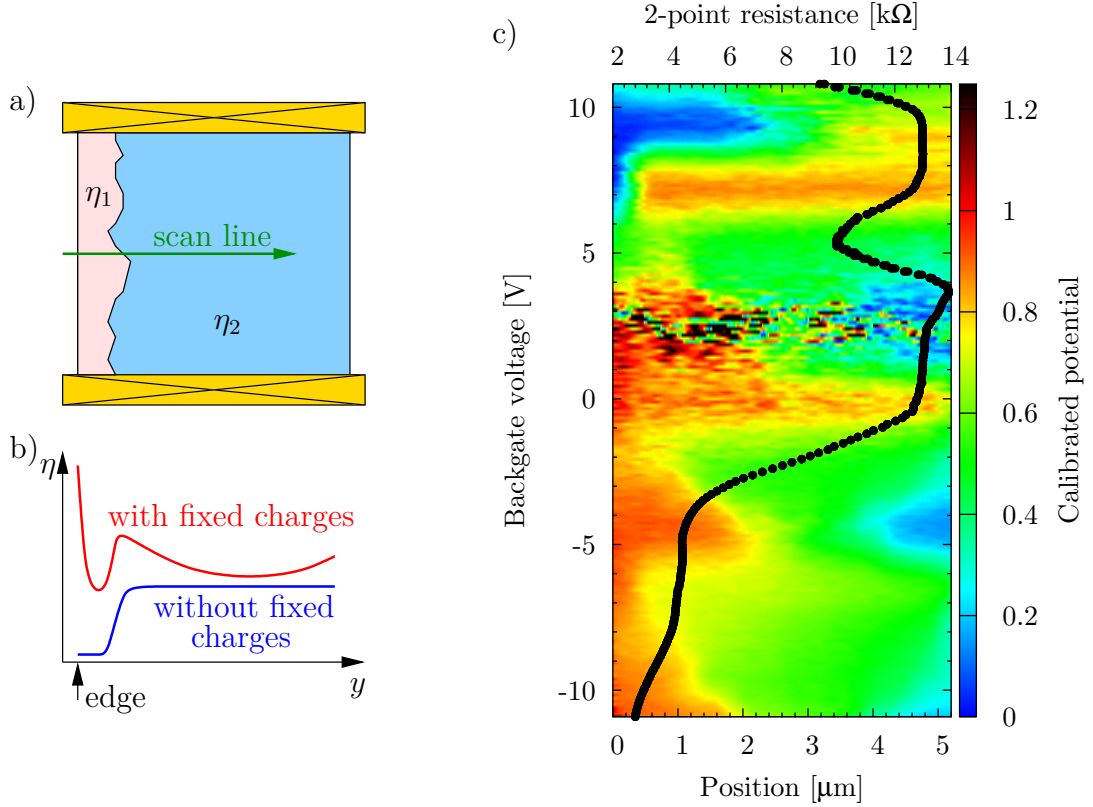 a)
η1
scan line
η2
b)
η
with fixed charges
without fixed
charges
y
edge
c)
2-point resistance [kΩ]
2 4 6 8 10 12 14
Backgate voltage [V]
10
5
0
-5
-10
0 1 2 3 4 5
Position [μm]
1.2
1
0.8
0.6
0.4
0.2
0
Calibrated potential